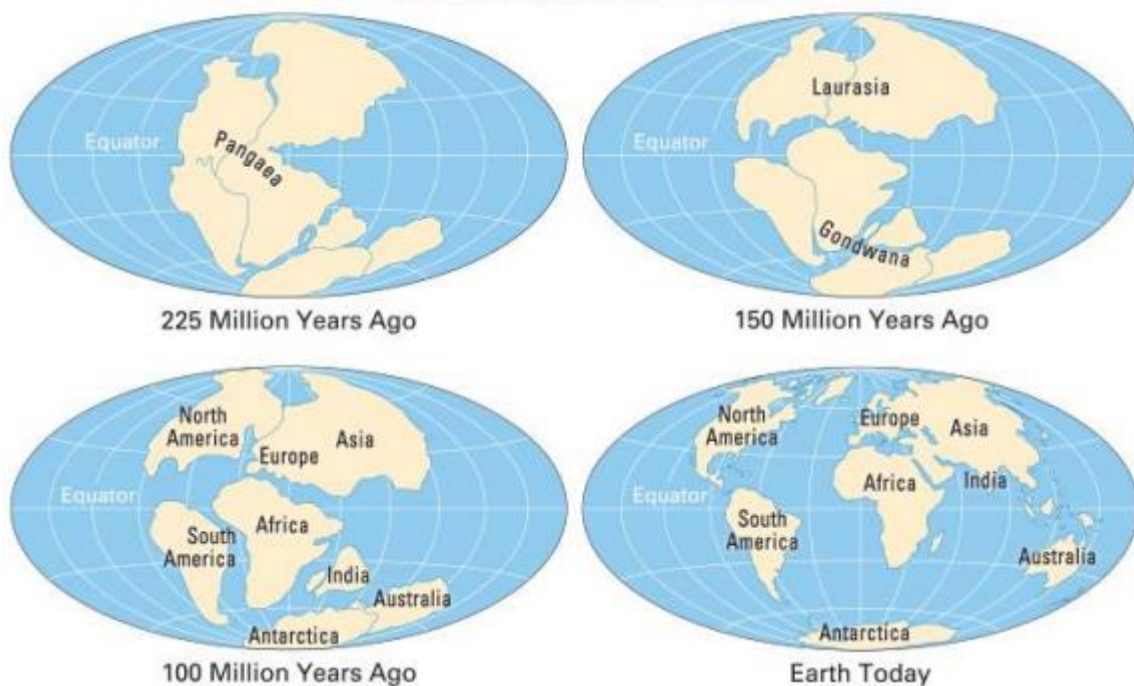 Equator
Pangaea
225 Million Years Ago
Laurasia
Equator
Gondwana
150 Million Years Ago
North
America
Europe
Asia
Equator
South
America
Africa
India
Australia
Antarctica
100 Million Years Ago
North
America
Europe
Asia
Equator
Africa
India
South
America
Australia
Antarctica
Earth Today